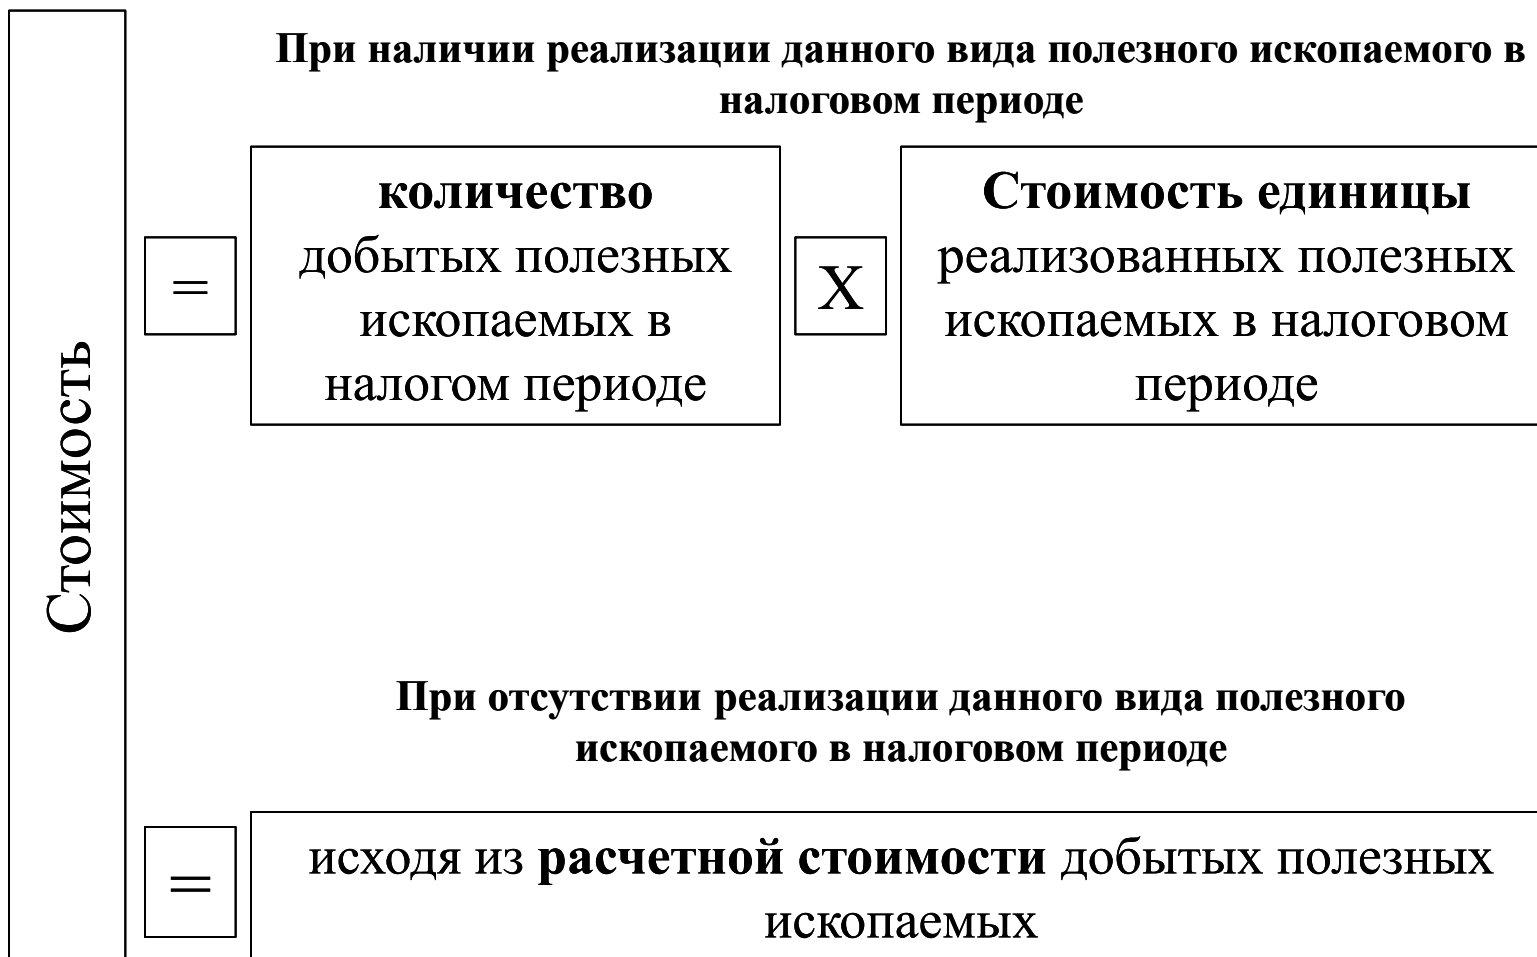 Стоимость
При наличии реализации данного вида полезного ископаемого в
налоговом периоде
=
количество
добытых полезных
ископаемых в
налогом периоде
X
Стоимость единицы
реализованных полезных
ископаемых в налоговом
периоде
При отсутствии реализации данного вида полезного
ископаемого в налоговом периоде
=
исходя из расчетной стоимости добытых полезных
ископаемых